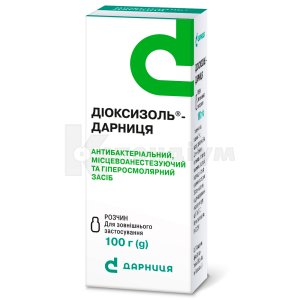 ДІОКСИЗОЛЬ®-
ДАРНИЦЯ
АНТИБАКТЕРІАЛЬНИЙ,
МІСЦЕВОАНЕСТЕЗУЮЧИЙ
ТА ГІПЕРОСМОЛЯРНИЙ
ЗАСІБ
РОЗЧИН
Для зовнішнього
застосування
100 г (g)
ДАРНИЦЯ